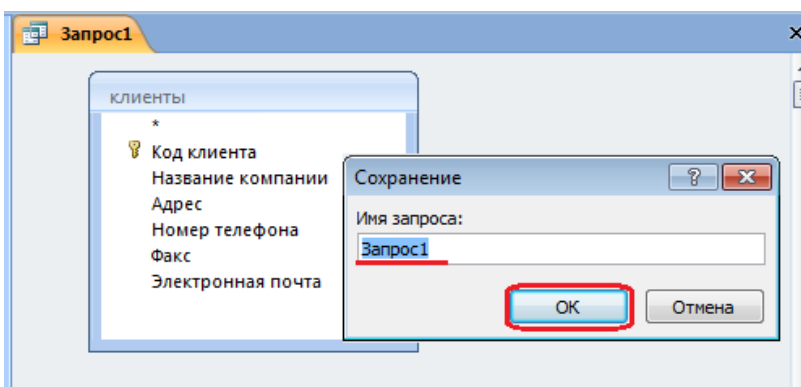 Запрос1
клиенты
*
Код клиента
Название компании
Адрес
Номер телефона
Факс
Электронная почта
Сохранение
Имя запроса:
Запрос1
ОК
Отмена